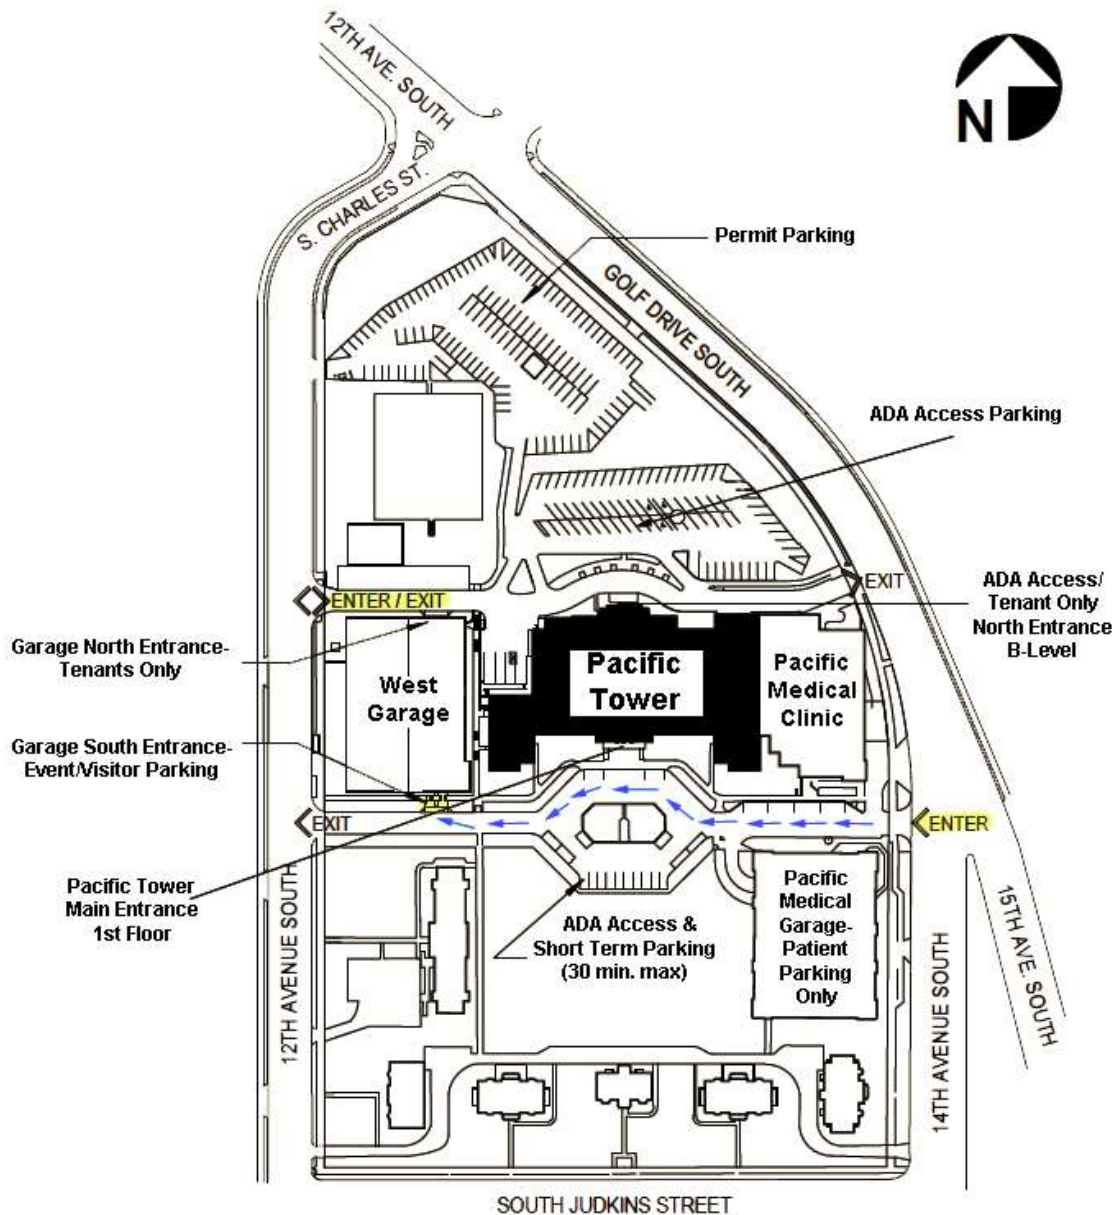 12TH AVE. SOUTH
N
S. CHARLES ST.
Permit Parking
GOLF DRIVE SOUTH
ADA Access Parking
EXIT
ADA Access/
Tenant Only
North Entrance
B-Level
ENTER / EXIT
Garage North Entrance-
Tenants Only
West
Garage
Pacific
Tower
Pacific
Medical
Clinic
Garage South Entrance-
Event/Visitor Parking
EXIT
ENTER
Pacific Tower
Main Entrance
1st Floor
ADA Access &
Short Term Parking
(30 min. max)
Pacific
Medical
Garage-
Patient
Parking
Only
12TH AVENUE SOUTH
14TH AVENUE SOUTH
15TH AVE. SOUTH
SOUTH JUDKINS STREET